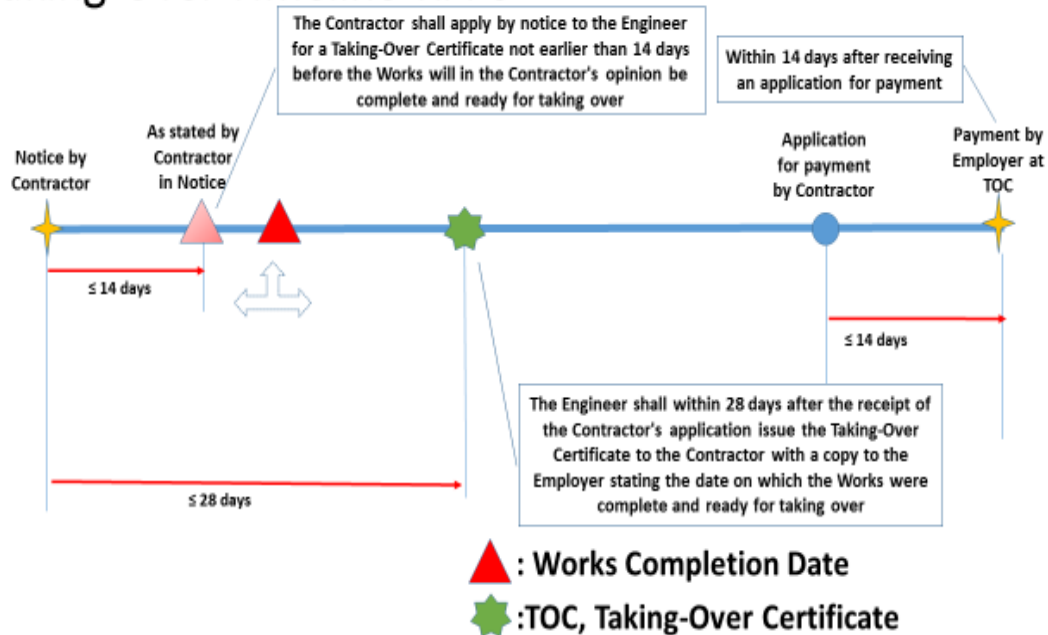 The Contractor shall apply by notice to the Engineer
for a Taking-Over Certificate not earlier than 14 days
before the Works will in the Contractor's opinion be
complete and ready for taking over
Within 14 days after receiving
an application for payment
Notice by
Contractor
As stated by
Contractor
in Notice
Application
for payment
by Contractor
Payment by
Employer at
TOC
≤ 14 days
≤ 14 days
≤ 28 days
The Engineer shall within 28 days after the receipt of
the Contractor's application issue the Taking-Over
Certificate to the Contractor with a copy to the
Employer stating the date on which the Works were
complete and ready for taking over
: Works Completion Date
:TOC, Taking-Over Certificate